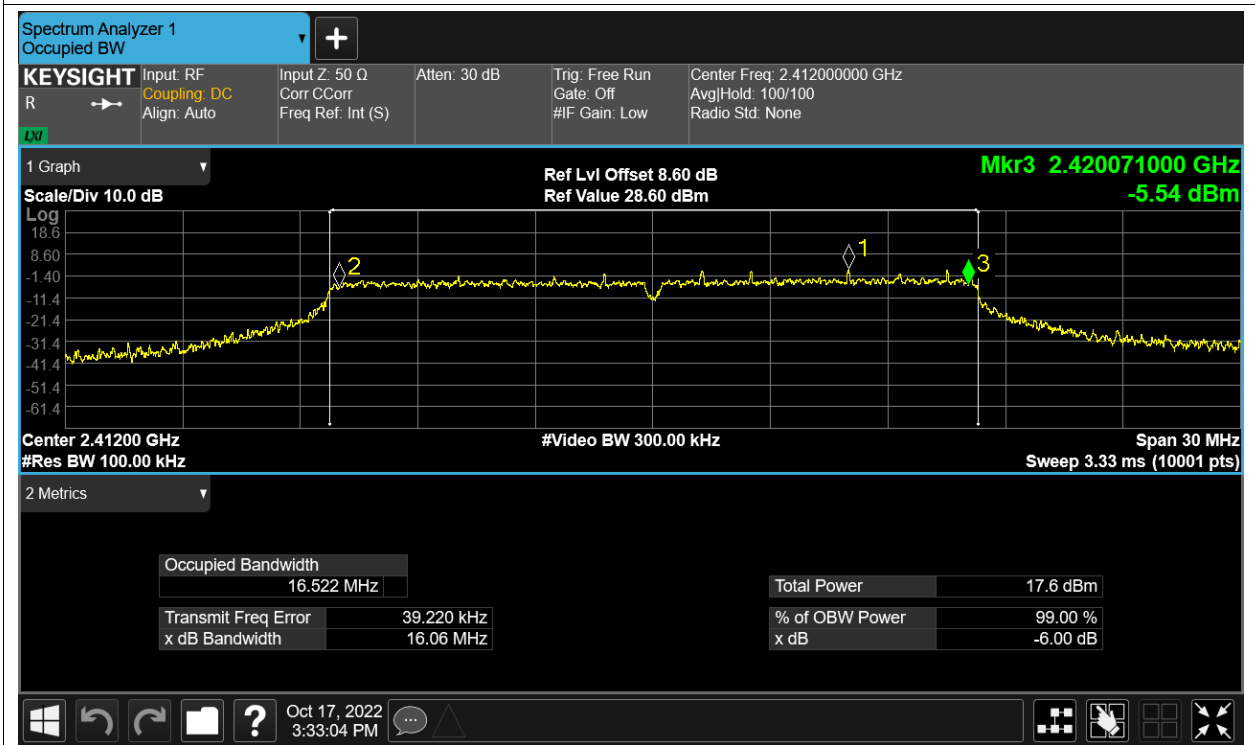 Spectrum Analyzer 1
Occupied BW
KEYSIGHT
R
LXI
Input: RF
Coupling: DC
Align: Auto
Input Z: 50 Ω
Corr CCorr
Freq Ref: Int (S)
Atten: 30 dB
Trig: Free Run
Gate: Off
#IF Gain: Low
Center Freq: 2.412000000 GHz
Avg|Hold: 100/100
Radio Std: None
1 Graph
Scale/Div 10.0 dB
Ref Lvl Offset 8.60 dB
Ref Value 28.60 dBm
Mkr3 2.420071000 GHz
-5.54 dBm
Log
18.6
8.60
-1.40
-11.4
-21.4
-31.4
-41.4
-51.4
-61.4
2
1
3
Center 2.41200 GHz
#Res BW 100.00 kHz
#Video BW 300.00 kHz
Span 30 MHz
Sweep 3.33 ms (10001 pts)
2 Metrics
Occupied Bandwidth
16.522 MHz
Transmit Freq Error 39.220 kHz
x dB Bandwidth 16.06 MHz
Total Power 17.6 dBm
% of OBW Power 99.00 %
x dB -6.00 dB
?
Oct 17, 2022
3:33:04 PM